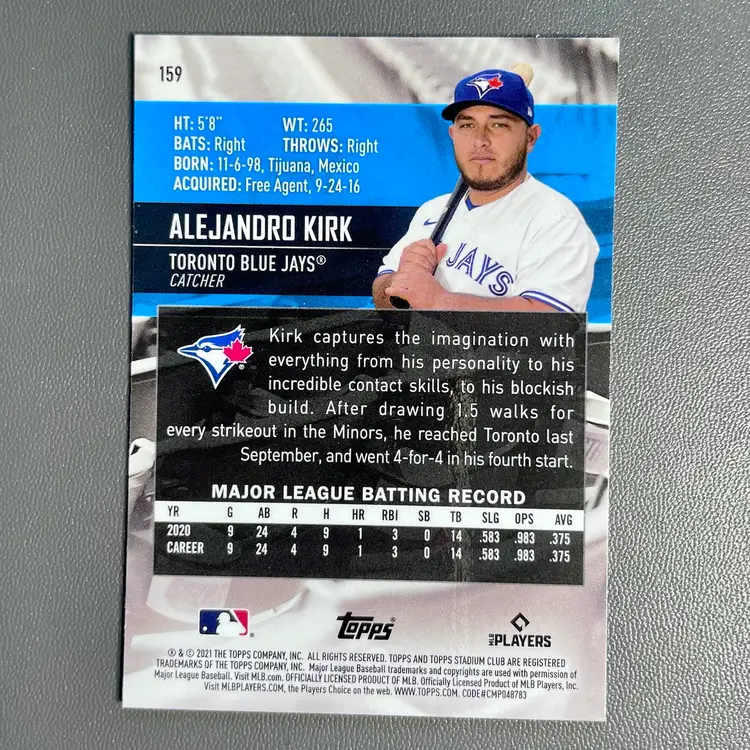 159
HT: 5'8" WT: 265
BATS: Right THROWS: Right
BORN: 11-6-98, Tijuana, Mexico
ACQUIRED: Free Agent, 9-24-16
ALEJANDRO KIRK
TORONTO BLUE JAYS®
CATCHER
JAYS
Kirk captures the imagination with
everything from his personality to his
incredible contact skills, to his blockish
build. After drawing 1.5 walks for
every strikeout in the Minors, he reached Toronto last
September, and went 4-for-4 in his fourth start.
MAJOR LEAGUE BATTING RECORD
YR G AB R H HR RBI SB TB SLG OPS AVG
2020 9 24 4 9 1 3 0 14 .583 .983 .375
CAREER 9 24 4 9 1 3 0 14 .583 .983 .375
Topps®
MLB PLAYERS
® & © 2021 THE TOPPS COMPANY, INC. ALL RIGHTS RESERVED. TOPPS AND TOPPS STADIUM CLUB ARE REGISTERED
TRADEMARKS OF THE TOPPS COMPANY, INC. Major League Baseball trademarks and copyrights are used with permission of
Major League Baseball. Visit MLB.com. OFFICIALLY LICENSED PRODUCT OF MLB. Officially Licensed Product of MLB Players, Inc.
Visit MLBPLAYERS.com, the Players Choice on the web. WWW.TOPPS.COM. CODE#CMP048783